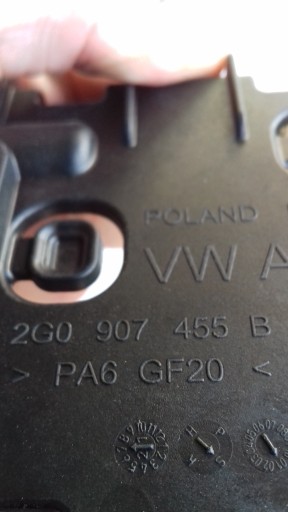 POLAND
VW A
2G0 907 455 B
> PA6 GF20 <